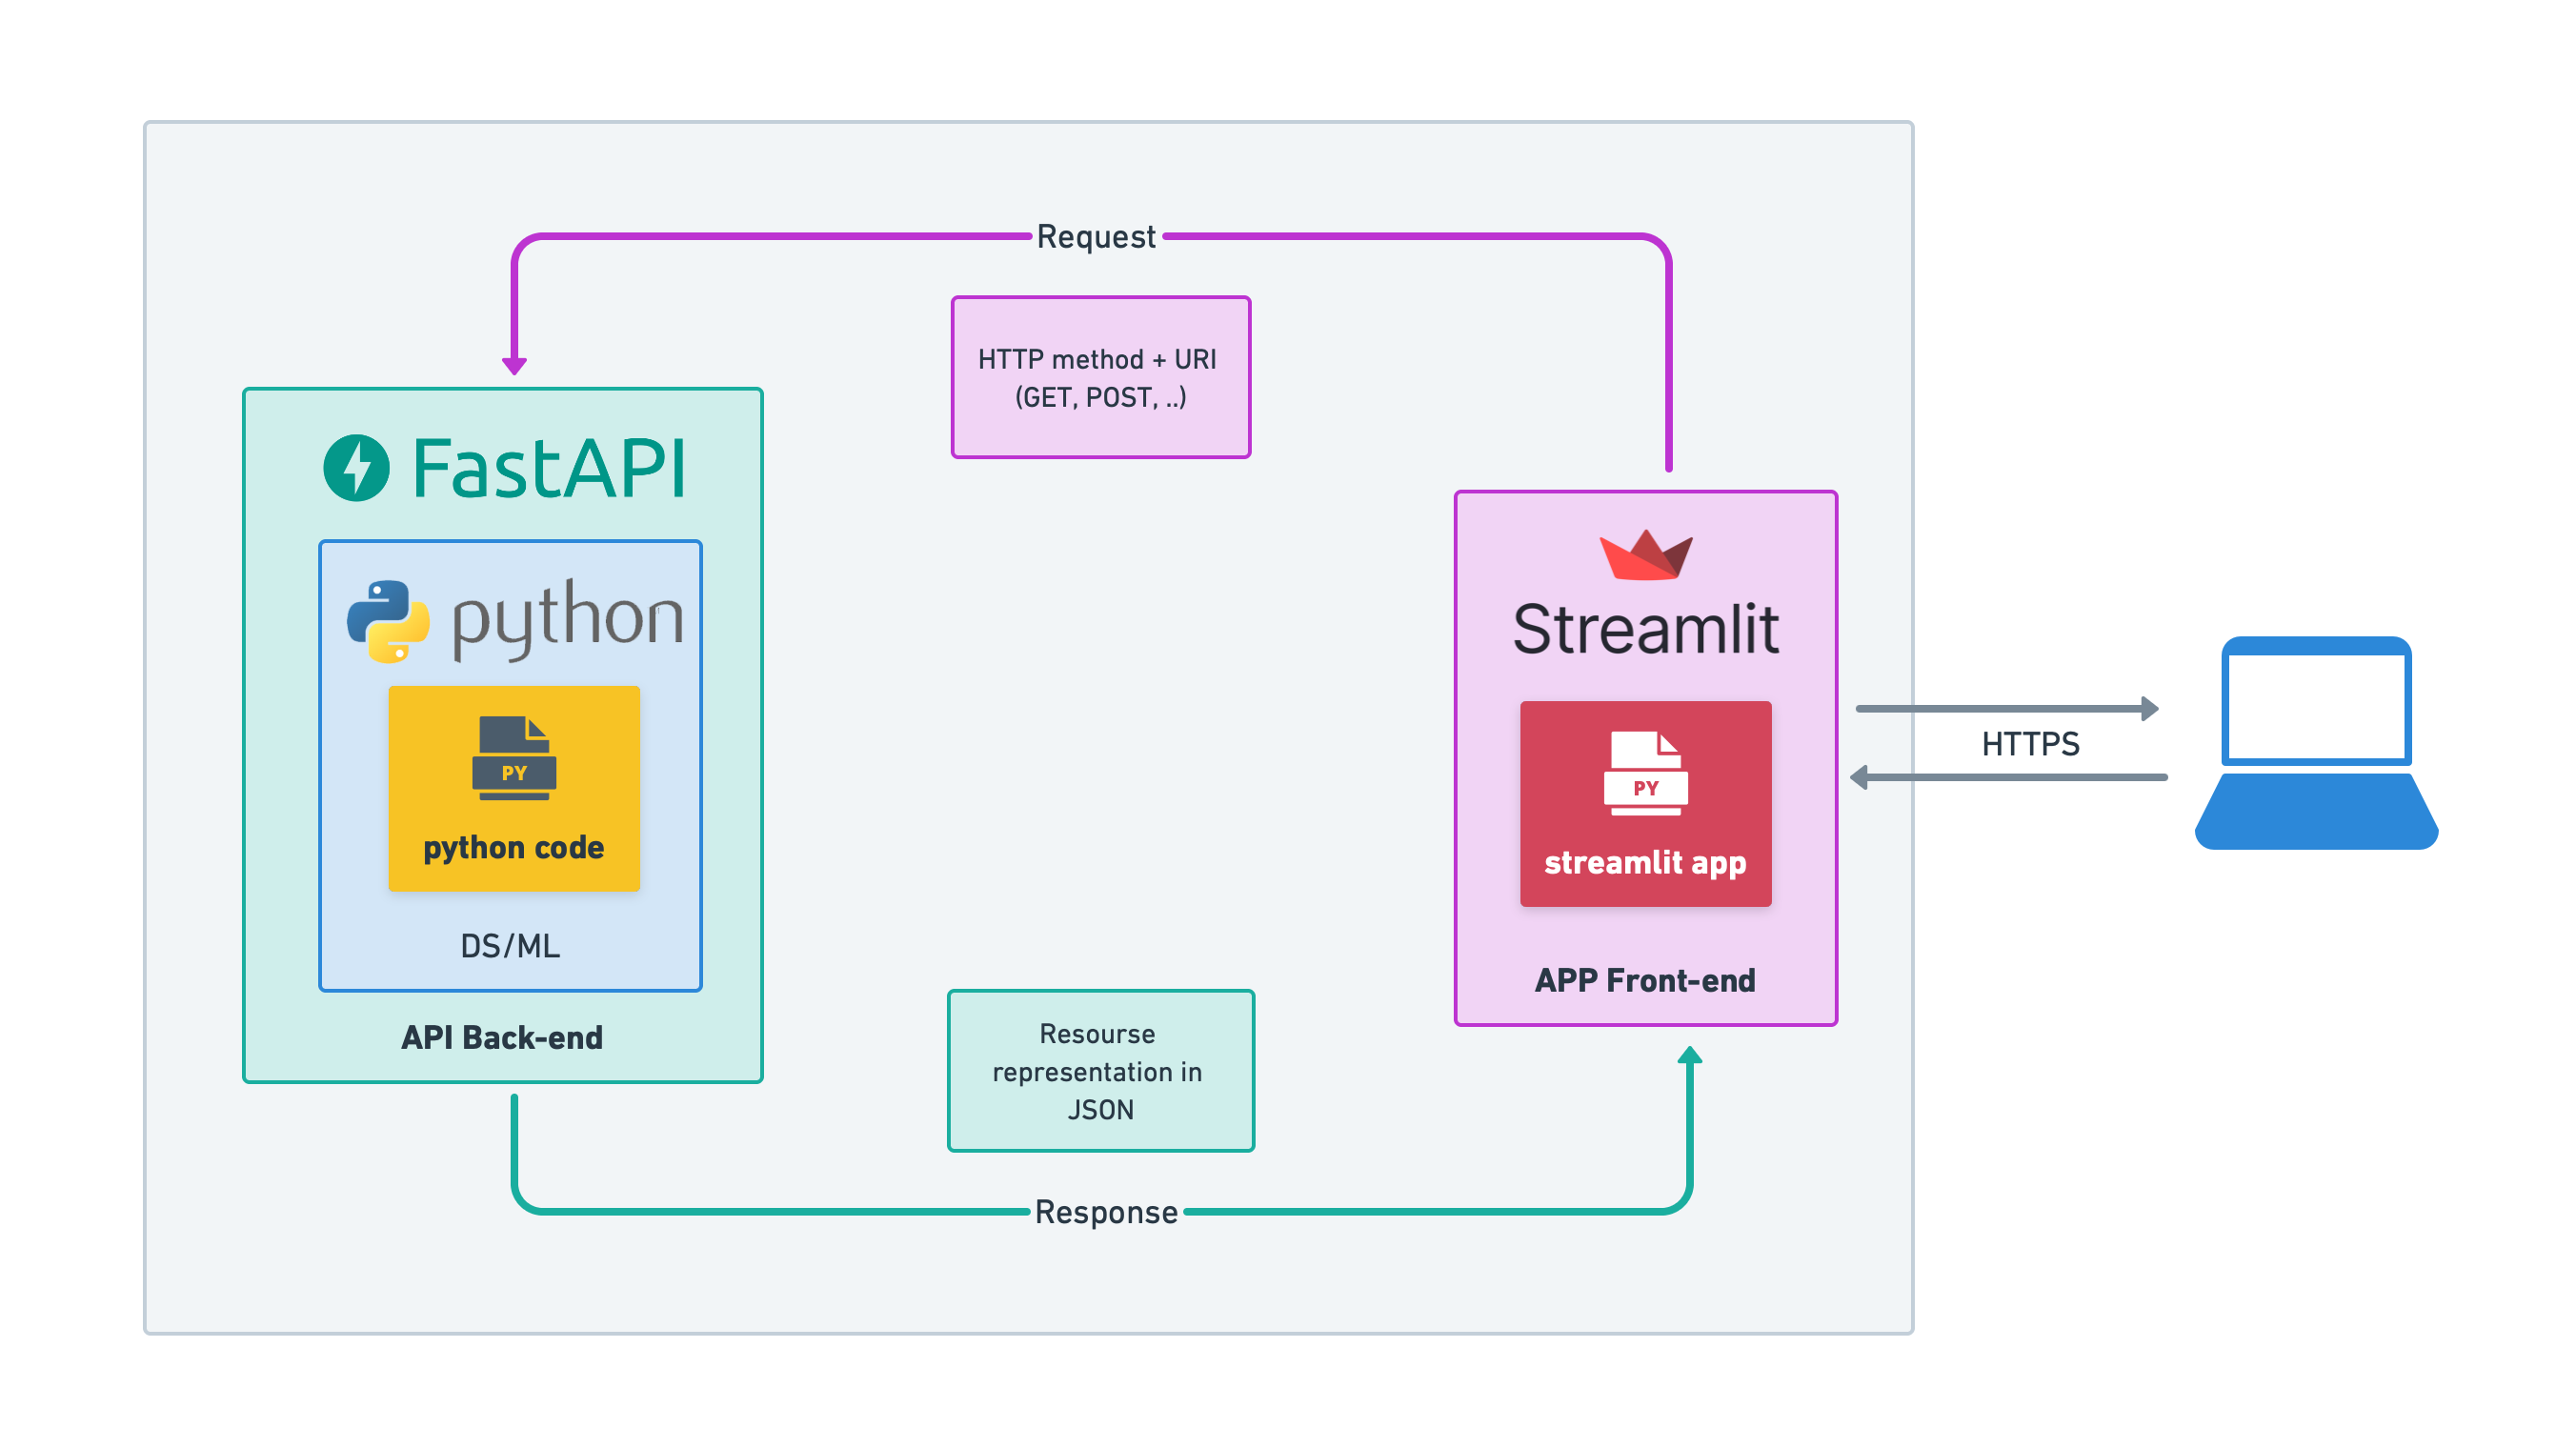 Request
HTTP method + URI
(GET, POST, ..)
FastAPI
python
PY
python code
DS/ML
API Back-end
Streamlit
PY
streamlit app
APP Front-end
HTTPS
Resourse
representation in
JSON
Response